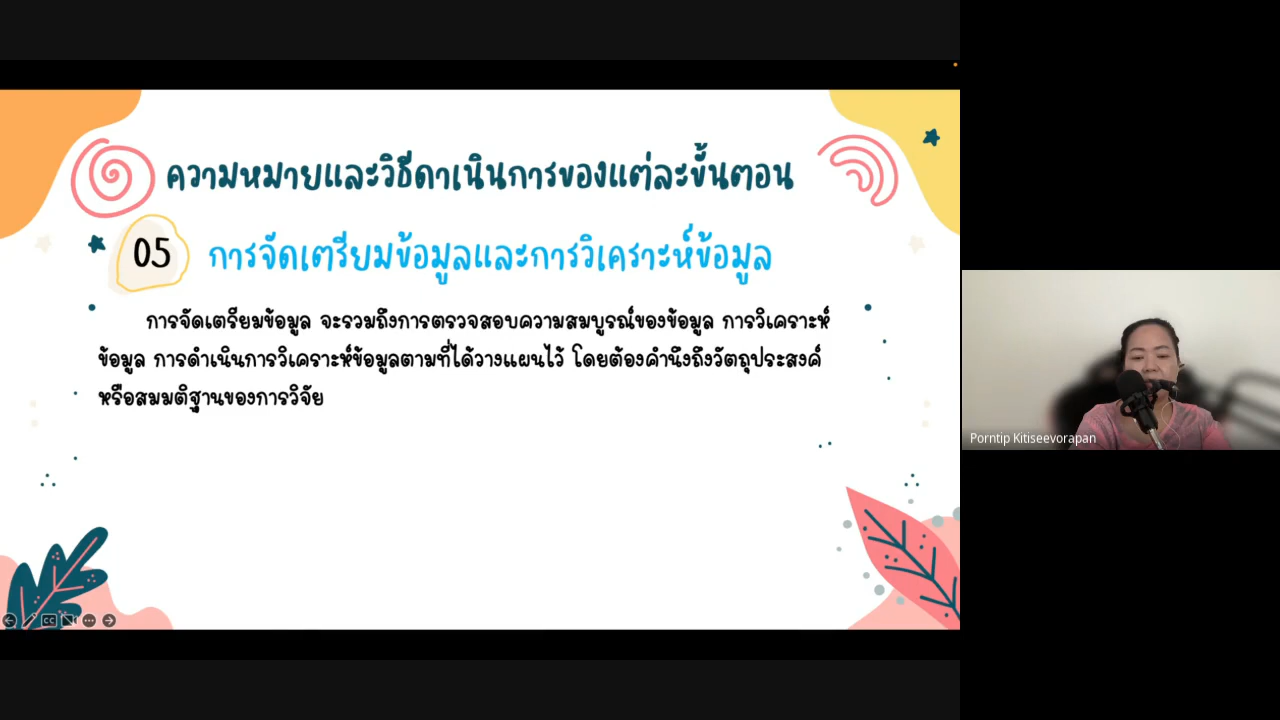 ความหมายและวิธีดาเนินการของแต่ละขั้นตอน
05
การจัดเตรียมข้อมูลและการวิเคราะห์ข้อมูล
การจัดเตรียมข้อมูล จะรวมถึงการตรวจสอบความสมบูรณ์ของข้อมูล การวิเคราะห์
ข้อมูล การดำเนินการวิเคราะห์ข้อมูลตามที่ได้วางแผนไว้ โดยต้องคำนึงถึงวัตถุประสงค์
หรือสมมติฐานของการวิจัย
Porntip Kitiseevorapan
CC